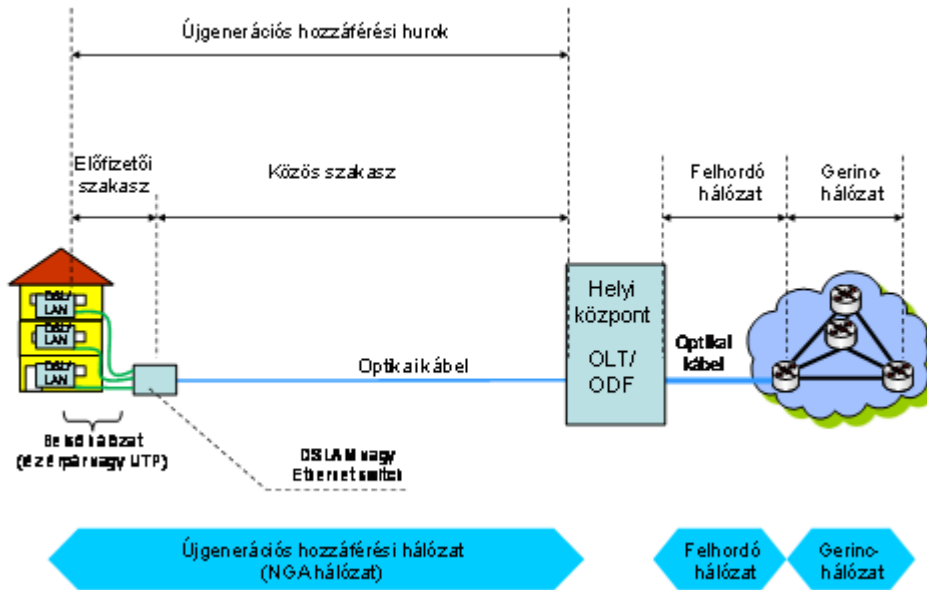 Újgenerációs hozzáférési hurok
Előfizetői
szakasz
Közös szakasz
Felhordó
hálózat
Gerinc-
hálózat
DSL/
LAN
DSL/
LAN
DSL/
LAN
Helyi
központ
OLT/
ODF
Optikai kábel
Optikai
kábel
Belső hálózat
(rézérpár vagy UTP)
DSLAM vagy
Ethernet switch
Újgenerációs hozzáférési hálózat
(NGA hálózat)
Felhordó
hálózat
Gerinc-
hálózat